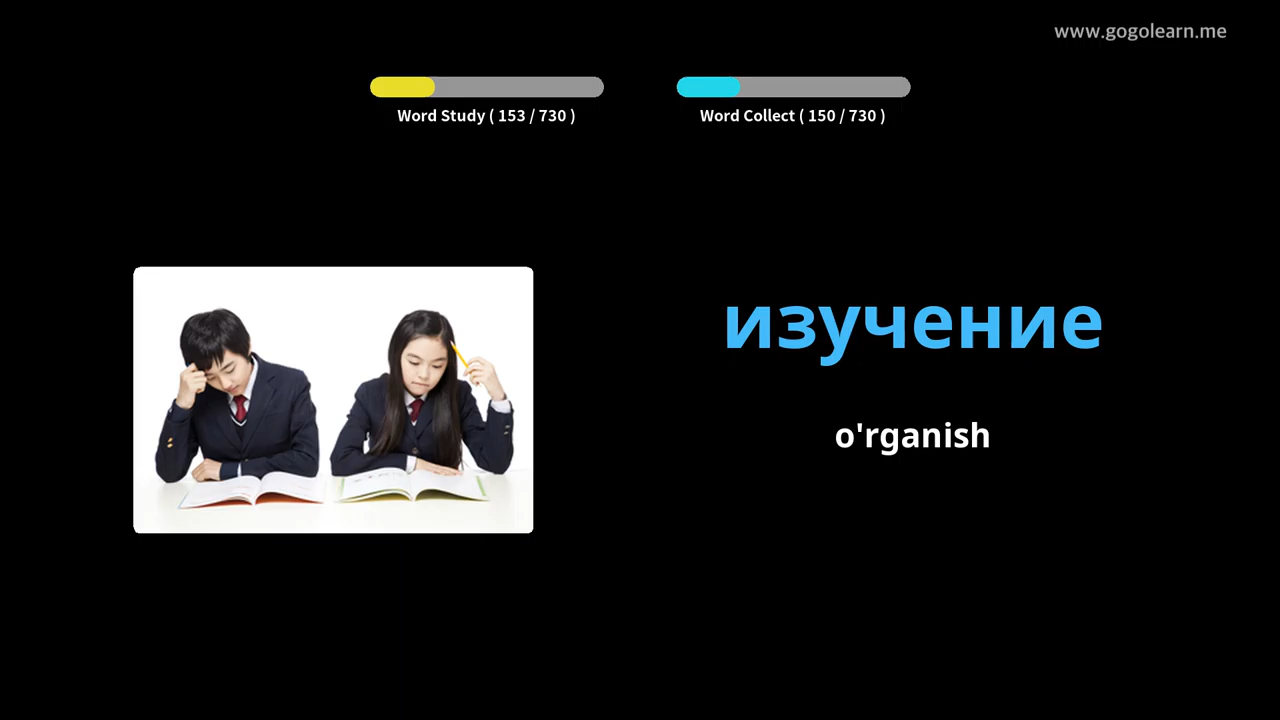 www.gogolearn.me
Word Study ( 153 / 730 )
Word Collect ( 150 / 730 )
изучение
o'rganish